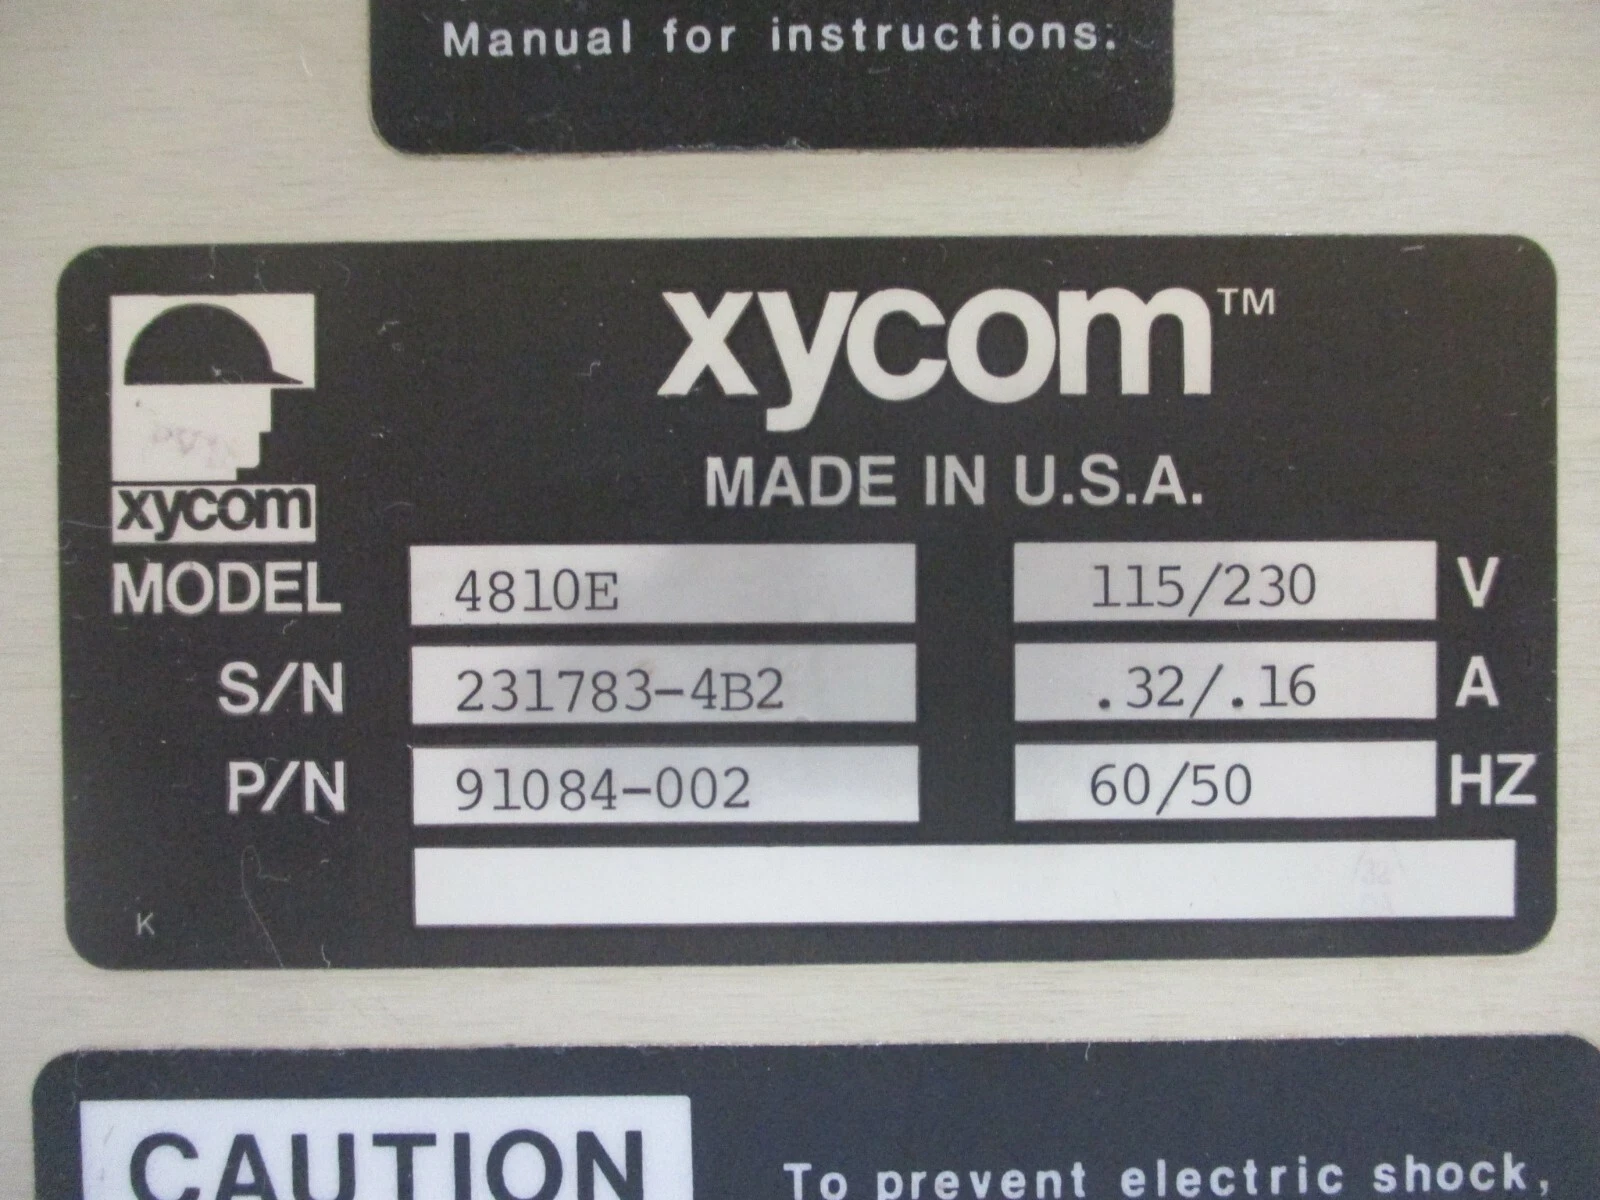 Manual for instructions.
xycom™
MADE IN U.S.A.
xycom
MODEL 4810E 115/230 V
S/N 231783-4B2 .32/.16 A
P/N 91084-002 60/50 HZ
K
CAUTION To prevent electric shock,